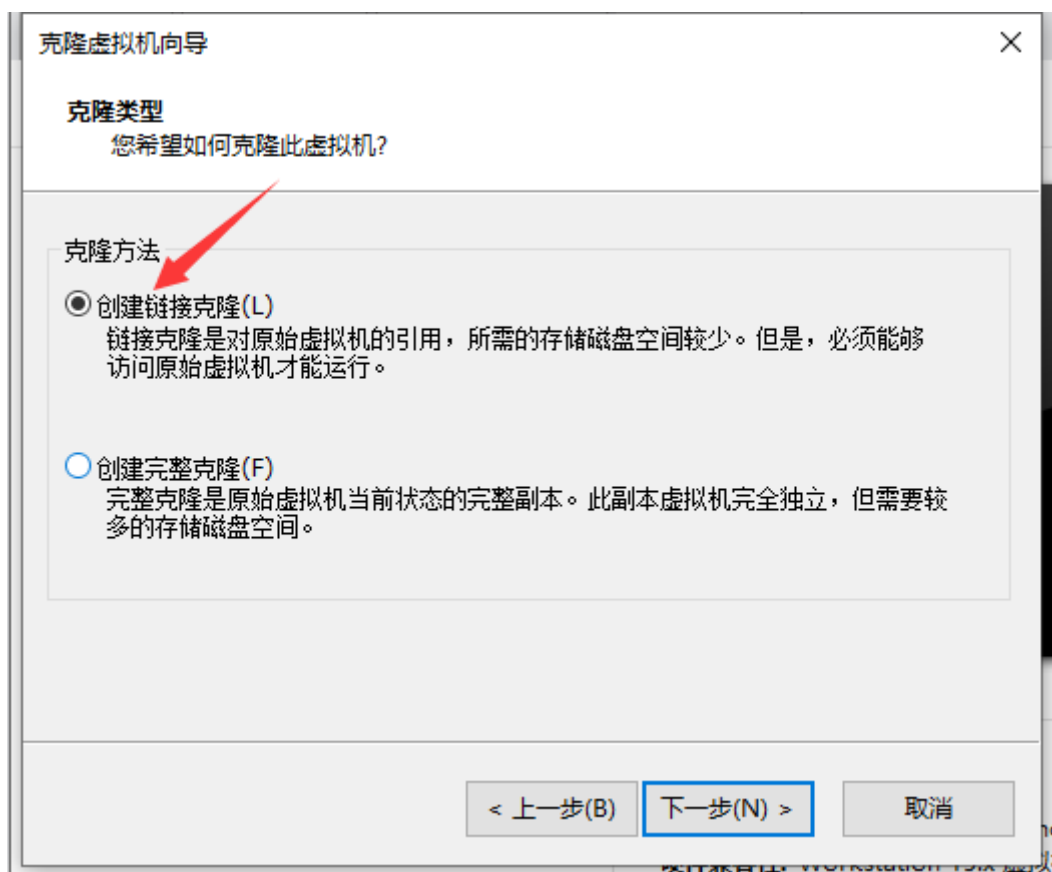 克隆虚拟机向导
克隆类型
您希望如何克隆此虚拟机?
克隆方法
创建链接克隆(L)
链接克隆是对原始虚拟机的引用，所需的存储磁盘空间较少。但是，必须能够
访问原始虚拟机才能运行。
创建完整克隆(F)
完整克隆是原始虚拟机当前状态的完整副本。此副本虚拟机完全独立，但需要较
多的存储磁盘空间。
< 上一步(B)
下一步(N) >
取消